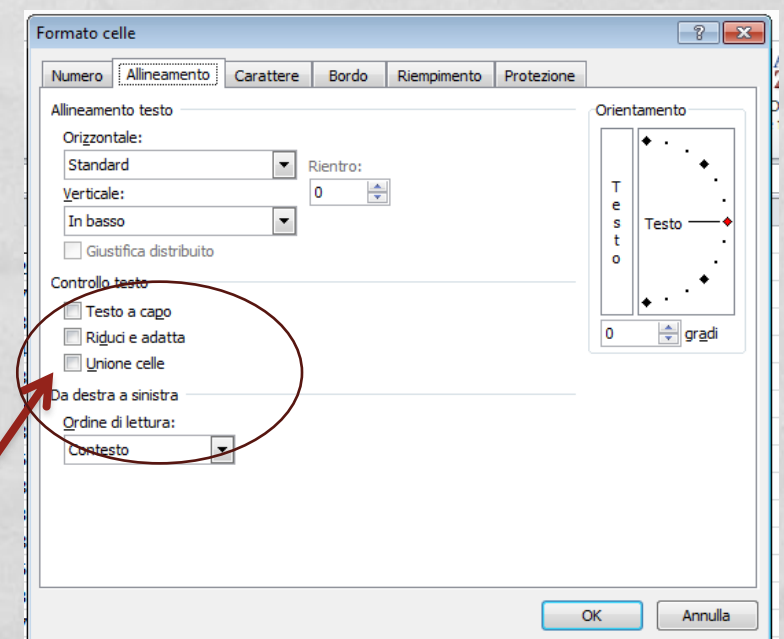 Formato celle
Numero Allineamento Carattere Bordo Riempimento Protezione
Allineamento testo
Orizzontale:
Standard
Rientro:
0
Verticale:
In basso
Giustifica distribuito
Controllo testo
Testo a capo
Riduci e adatta
Unione celle
Da destra a sinistra
Ordine di lettura:
Contesto
Orientamento
Testo
Testo
0 gradi
OK Annulla